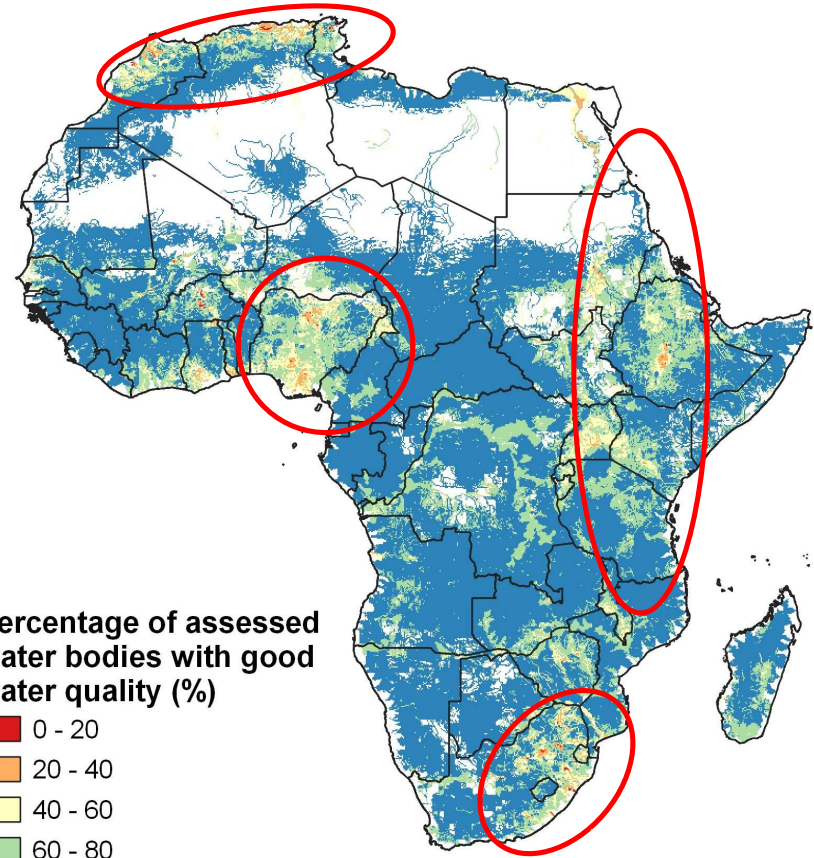 ercentage of assessed
ater bodies with good
ater quality (%)
0 - 20
20 - 40
40 - 60
60 - 80